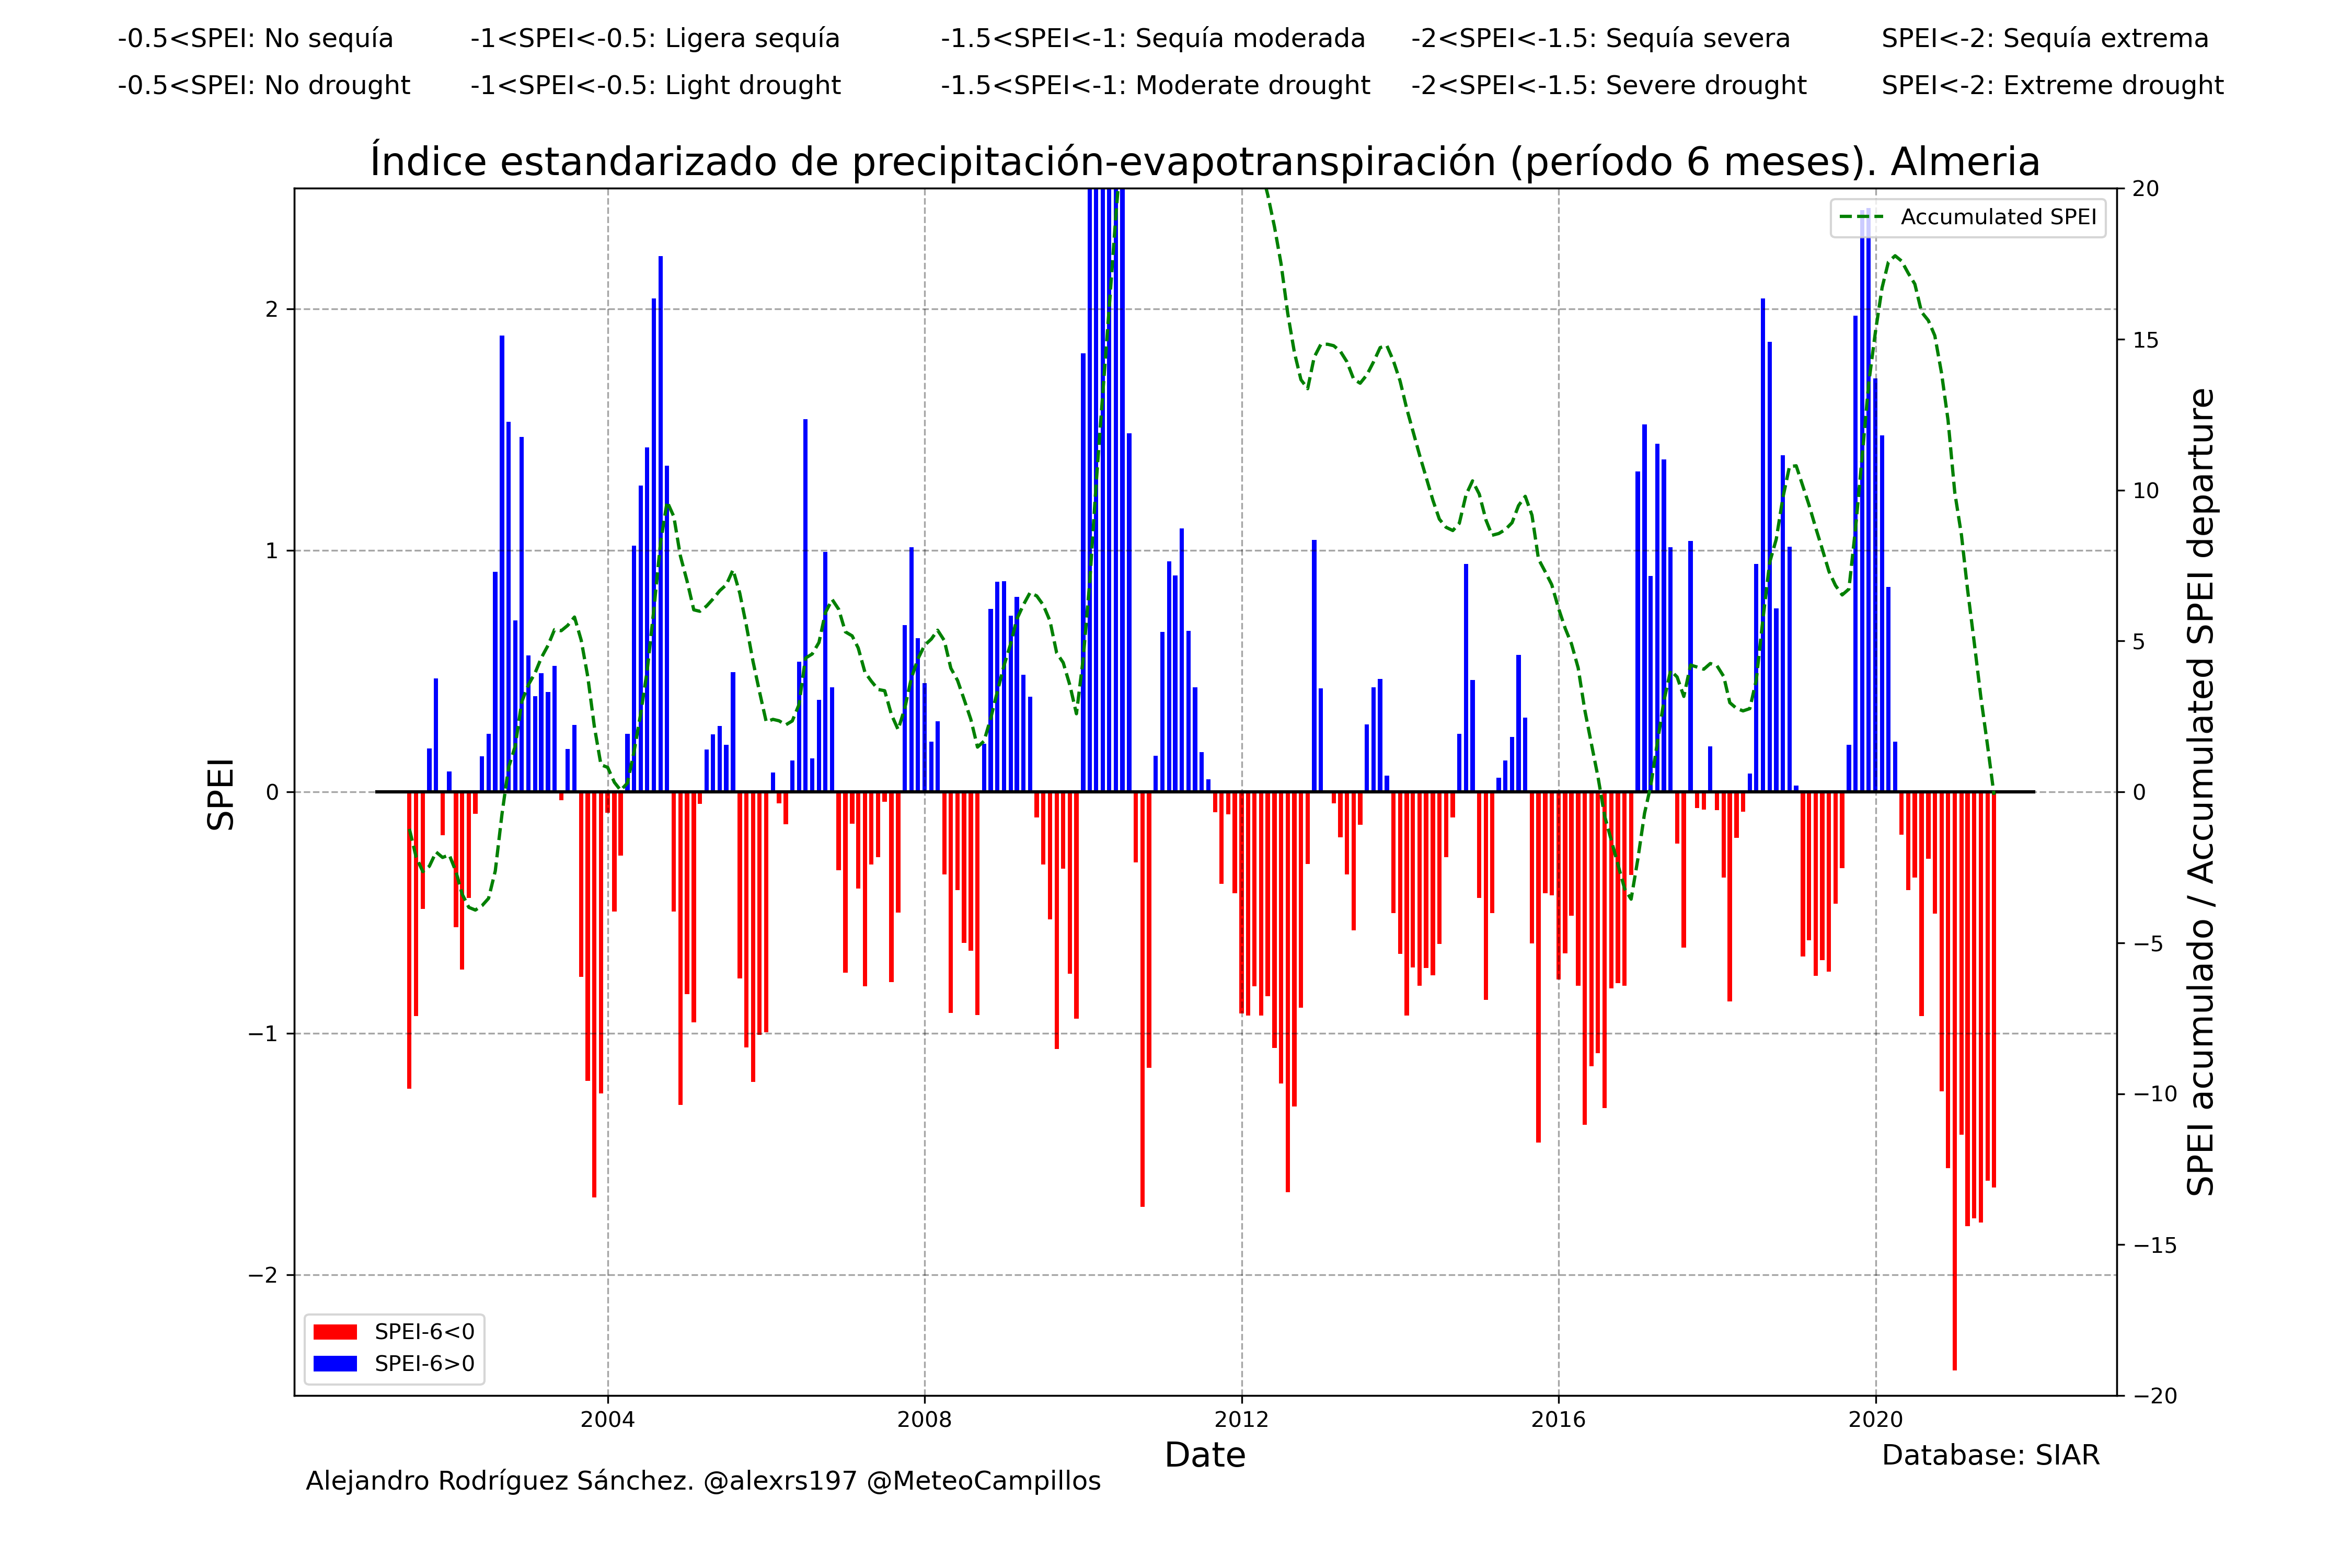 -0.5<SPEI: No sequía -1<SPEI<-0.5: Ligera sequía -1.5<SPEI<-1: Sequía moderada -2<SPEI<-1.5: Sequía severa SPEI<-2: Sequía extrema
-0.5<SPEI: No drought -1<SPEI<-0.5: Light drought -1.5<SPEI<-1: Moderate drought -2<SPEI<-1.5: Severe drought SPEI<-2: Extreme drought
Índice estandarizado de precipitación-evapotranspiración (período 6 meses). Almeria
Accumulated SPEI
SPEI
2
1
0
−1
−2
20
15
10
5
0
−5
−10
−15
−20
SPEI acumulado / Accumulated SPEI departure
SPEI-6<0
SPEI-6>0
2004 2008 2012 2016 2020
Date
Database: SIAR
Alejandro Rodríguez Sánchez. @alexrs197 @MeteoCampillos